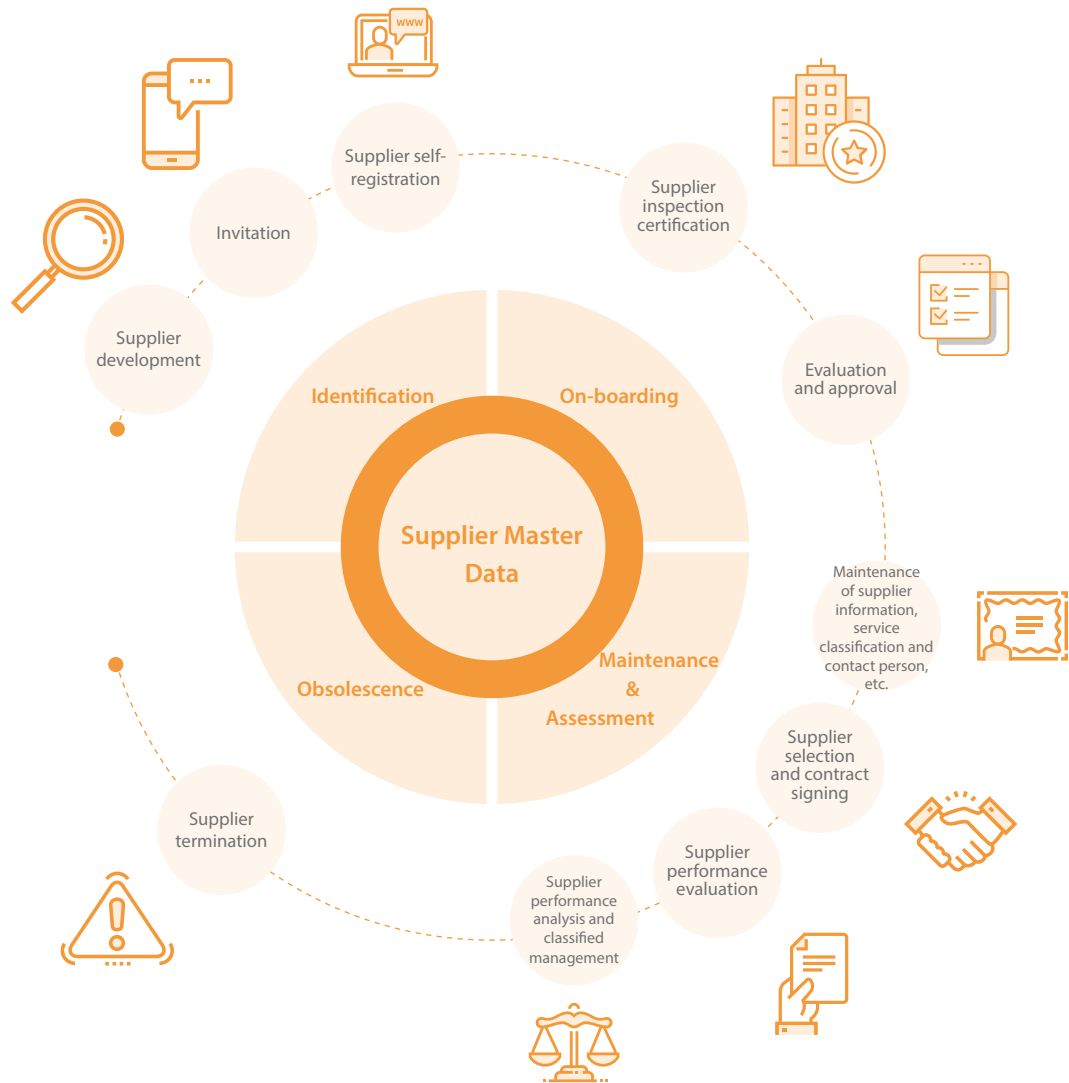 www
Supplier self-
registration
Supplier
inspection
certification
Invitation
Supplier
development
Evaluation
and approval
Identification
On-boarding
Supplier Master
Data
Maintenance
of supplier
information,
service
classification and
contact person,
etc.
Obsolescence
Maintenance
&
Assessment
Supplier
selection
and contract
signing
Supplier
termination
Supplier
performance
evaluation
Supplier
performance
analysis and
classified
management